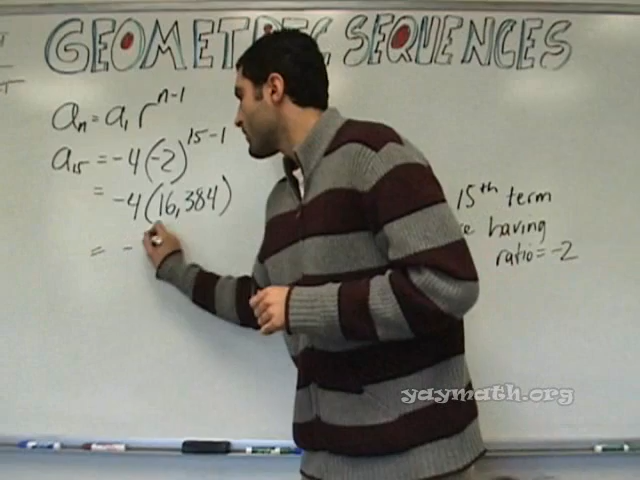 GEOMETRIC SEQUENCES
aₙ = a₁ rⁿ⁻¹
a₁₅ = -4(-2)¹⁵⁻¹
= -4(16,384)
= -
15th term
having
ratio = -2
yaymath.org